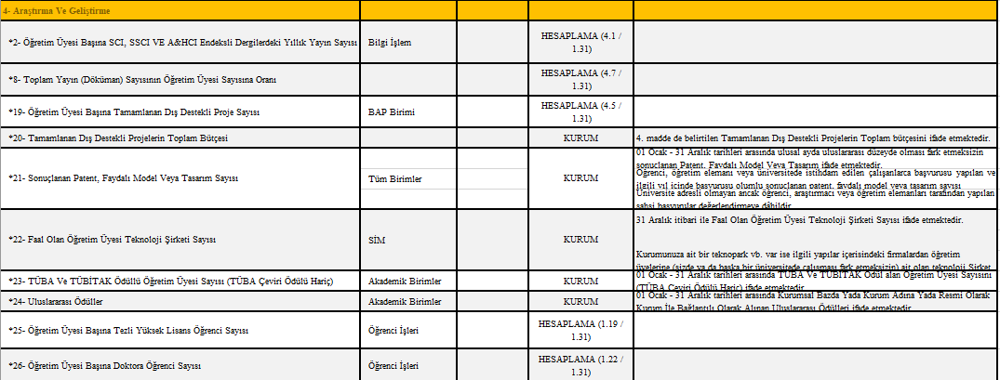 4- Araştırma Ve Geliştirme
*2- Öğretim Üyesi Başına SCI, SSCI VE A&HCI Endeksli Dergilerdeki Yıllık Yayın Sayısı
Bilgi İşlem
HESAPLAMA (4.1 /
1.31)
*8- Toplam Yayın (Döküman) Sayısının Öğretim Üyesi Sayısına Oranı
HESAPLAMA (4.7 /
1.31)
*19- Öğretim Üyesi Başına Tamamlanan Dış Destekli Proje Sayısı
BAP Birimi
HESAPLAMA (4.5 /
1.31)
*20- Tamamlanan Dış Destekli Projelerin Toplam Bütçesi
KURUM
4. madde de belirtilen Tamamlanan Dış Destekli Projelerin Toplam bütçesini ifade etmektedir.
*21- Sonuçlanan Patent, Faydalı Model Veya Tasarım Sayısı
Tüm Birimler
KURUM
01 Ocak - 31 Aralık tarihleri arasında ulusal ayda uluslararası düzeyde olması fark etmeksizin
sonuçlanan Patent, Faydalı Model Veya Tasarım ifade etmektedir.
Öğrenci, öğretim elemanı veya üniversitede istihdam edilen çalışanlarca başvurusu yapılan ve
ilgili yıl içinde başvurusu olumlu sonuçlanan patent, faydalı model veya tasarım sayısı
Üniversite adresli olmayan ancak öğrenci, araştırmacı veya öğretim elemanları tarafından yapılan
şahsi başvurular değerlendirmeye dâhildir.
*22- Faal Olan Öğretim Üyesi Teknoloji Şirketi Sayısı
SİM
KURUM
31 Aralık itibari ile Faal Olan Öğretim Üyesi Teknoloji Şirketi Sayısı ifade etmektedir.
Kurumunuza ait bir teknopark vb. var ise ilgili yapılar içerisindeki firmalardan öğretim
üyelerine (sizde ya da başka bir üniversitede çalışması fark etmeksizin) ait olan teknoloji Şirket
*23- TÜBA Ve TÜBİTAK Ödüllü Öğretim Üyesi Sayısı (TÜBA Çeviri Ödülü Hariç)
Akademik Birimler
KURUM
01 Ocak - 31 Aralık tarihleri arasında TÜBA Ve TÜBİTAK Ödül alan Öğretim Üyesi Sayısını
(TÜBA Çeviri Ödülü Hariç) ifade etmektedir.
*24- Uluslararası Ödüller
Akademik Birimler
KURUM
01 Ocak - 31 Aralık tarihleri arasında Kurumsal Bazda Yada Kurum Adına Yada Resmi Olarak
Kurum İle Bağlantılı Olarak Alınan Uluslararası Ödülleri ifade etmektedir.
*25- Öğretim Üyesi Başına Tezli Yüksek Lisans Öğrenci Sayısı
Öğrenci İşleri
HESAPLAMA (1.19 /
1.31)
*26- Öğretim Üyesi Başına Doktora Öğrenci Sayısı
Öğrenci İşleri
HESAPLAMA (1.22 /
1.31)